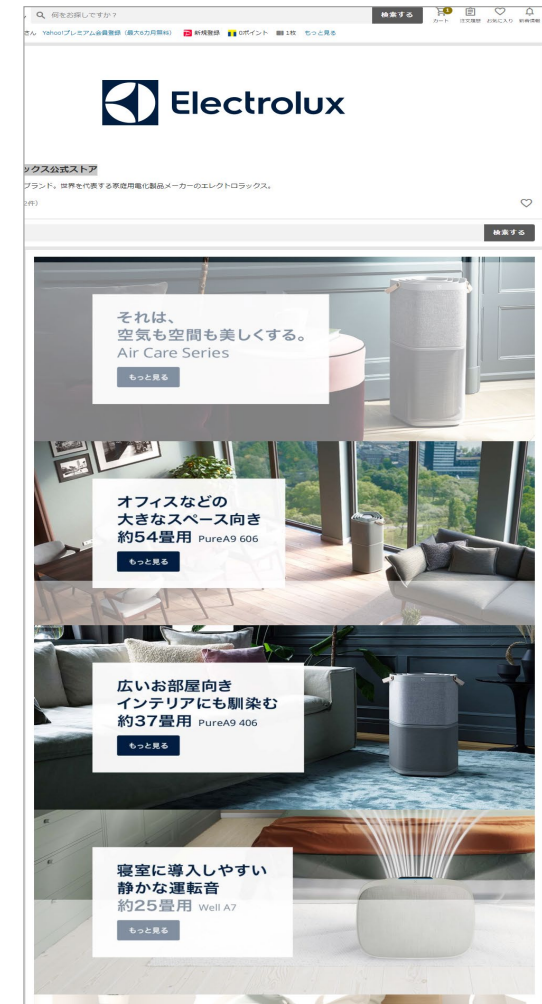 何をお探しですか？
検索する
1
カート 注文履歴 お気に入り 新着情報
さん Yahoo!プレミアム会員登録（最大6カ月無料） 新規登録 0ポイント 1枚 もっと見る
Electrolux
ックス公式ストア
ブランド。世界を代表する家庭用電化製品メーカーのエレクトロラックス。
2件）
検索する
それは、
空気も空間も美しくする。
Air Care Series
もっと見る
オフィスなどの
大きなスペース向き
約54畳用 PureA9 606
もっと見る
広いお部屋向き
インテリアにも馴染む
約37畳用 PureA9 406
もっと見る
寝室に導入しやすい
静かな運転音
約25畳用 Well A7
もっと見る